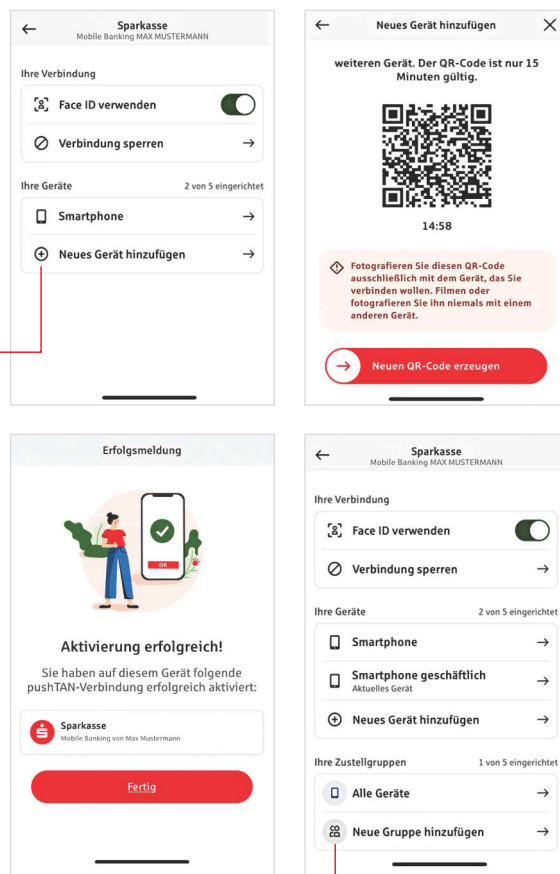 Sparkasse
Mobile Banking MAX MUSTERMANN
Ihre Verbindung
Face ID verwenden
Verbindung sperren
Ihre Geräte 2 von 5 eingerichtet
Smartphone
Neues Gerät hinzufügen
Neues Gerät hinzufügen
weiteren Gerät. Der QR-Code ist nur 15
Minuten gültig.
14:58
Fotografieren Sie diesen QR-Code
ausschließlich mit dem Gerät, das Sie
verbinden wollen. Filmen oder
fotografieren Sie ihn niemals mit einem
anderen Gerät.
Neuen QR-Code erzeugen
Erfolgsmeldung
OK
Aktivierung erfolgreich!
Sie haben auf diesem Gerät folgende
pushTAN-Verbindung erfolgreich aktiviert:
Sparkasse
Mobile Banking von Max Mustermann
Fertig
Sparkasse
Mobile Banking MAX MUSTERMANN
Ihre Verbindung
Face ID verwenden
Verbindung sperren
Ihre Geräte 2 von 5 eingerichtet
Smartphone
Smartphone geschäftlich
Aktuelles Gerät
Neues Gerät hinzufügen
Ihre Zustellgruppen 1 von 5 eingerichtet
Alle Geräte
Neue Gruppe hinzufügen